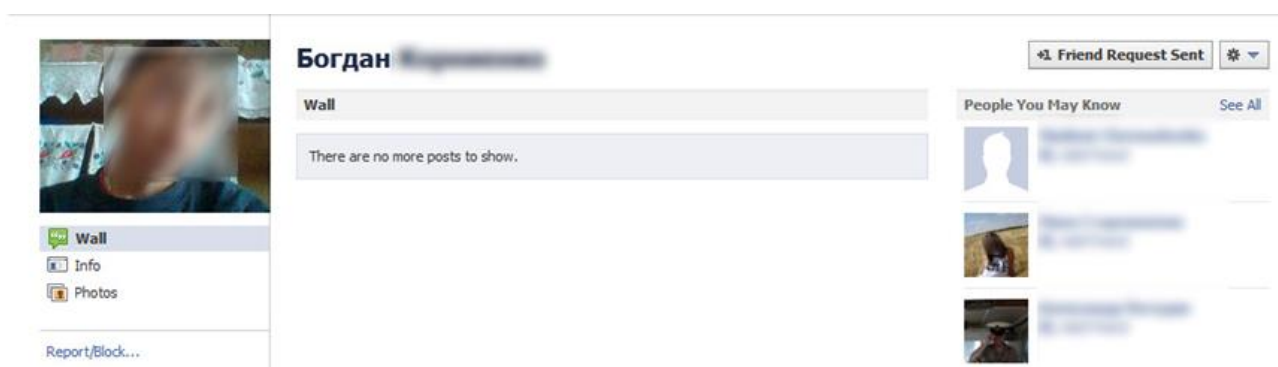 Богдан
+1 Friend Request Sent
Wall
There are no more posts to show.
Wall
Info
Photos
Report/Block...
People You May Know See All